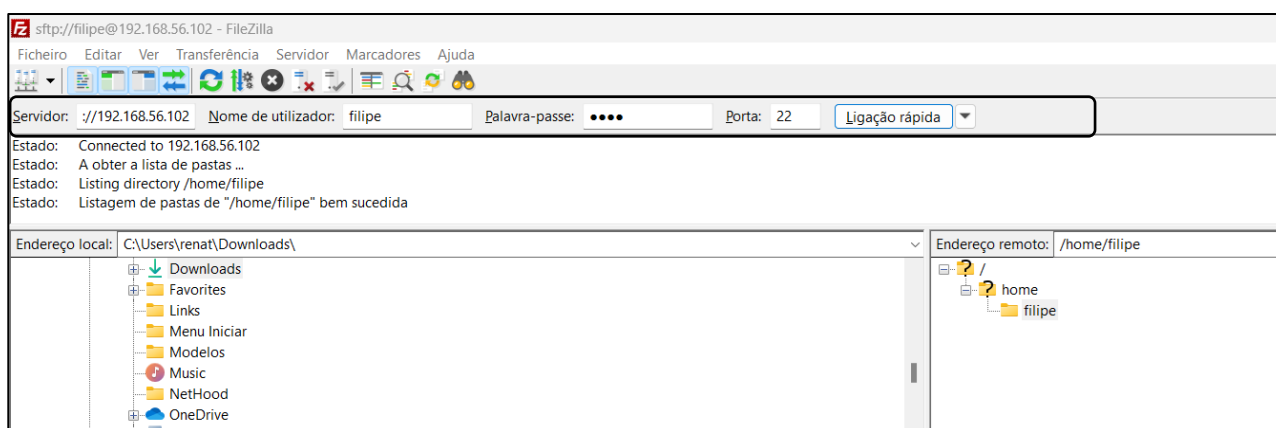 sftp://filipe@192.168.56.102 - FileZilla
Ficheiro Editar Ver Transferência Servidor Marcadores Ajuda
Servidor: ://192.168.56.102 Nome de utilizador: filipe Palavra-passe: ●●●● Porta: 22 Ligação rápida
Estado: Connected to 192.168.56.102
Estado: A obter a lista de pastas ...
Estado: Listing directory /home/filipe
Estado: Listagem de pastas de "/home/filipe" bem sucedida
Endereço local: C:\Users\renat\Downloads\
Downloads
Favorites
Links
Menu Iniciar
Modelos
Music
NetHood
OneDrive
Endereço remoto: /home/filipe
/
home
filipe